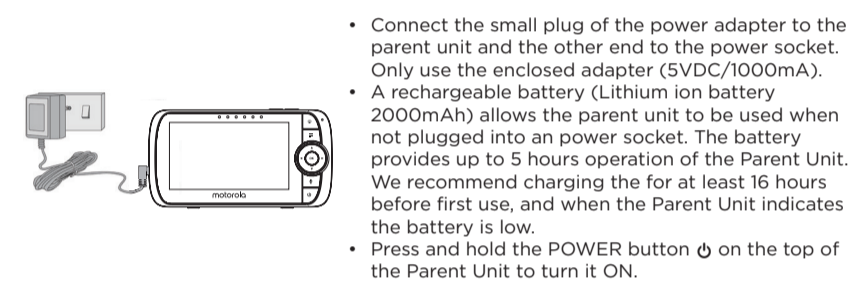 motorola
• Connect the small plug of the power adapter to the
parent unit and the other end to the power socket.
Only use the enclosed adapter (5VDC/1000mA).
• A rechargeable battery (Lithium ion battery
2000mAh) allows the parent unit to be used when
not plugged into an power socket. The battery
provides up to 5 hours operation of the Parent Unit.
We recommend charging the for at least 16 hours
before first use, and when the Parent Unit indicates
the battery is low.
• Press and hold the POWER button ⏻ on the top of
the Parent Unit to turn it ON.